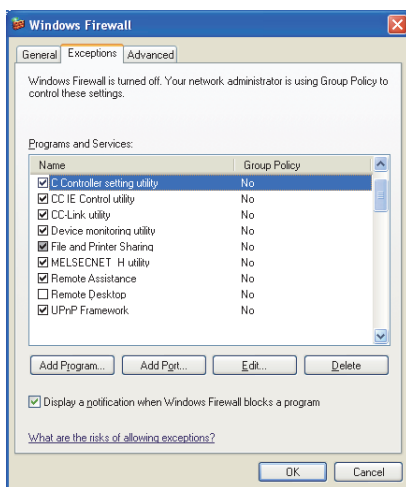 Windows Firewall
General Exceptions Advanced
Windows Firewall is turned off. Your network administrator is using Group Policy to
control these settings.
Programs and Services:
Name Group Policy
C Controller setting utility No
CC IE Control utility No
CC-Link utility No
Device monitoring utility No
File and Printer Sharing No
MELSECNET H utility No
Remote Assistance No
Remote Desktop No
UPnP Framework No
Add Program... Add Port... Edit... Delete
Display a notification when Windows Firewall blocks a program
What are the risks of allowing exceptions?
OK Cancel